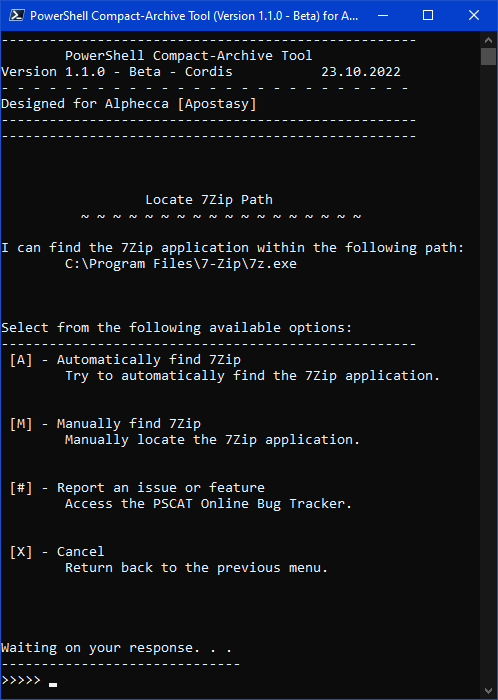 PowerShell Compact-Archive Tool (Version 1.1.0 - Beta) for A...
-----------------------------------------------------
PowerShell Compact-Archive Tool
Version 1.1.0 - Beta - Cordis 23.10.2022
- - - - - - - - - - - - - - - - - - - - - - - - - -
Designed for Alphecca [Apostasy]
-----------------------------------------------------
-----------------------------------------------------
Locate 7Zip Path
~ ~ ~ ~ ~ ~ ~ ~ ~ ~ ~ ~ ~ ~ ~ ~ ~ ~
I can find the 7Zip application within the following path:
C:\Program Files\7-Zip\7z.exe
Select from the following available options:
----------------------------------------------------
[A] - Automatically find 7Zip
Try to automatically find the 7Zip application.
[M] - Manually find 7Zip
Manually locate the 7Zip application.
[#] - Report an issue or feature
Access the PSCAT Online Bug Tracker.
[X] - Cancel
Return back to the previous menu.
Waiting on your response. . .
------------------------------
>>>>> _